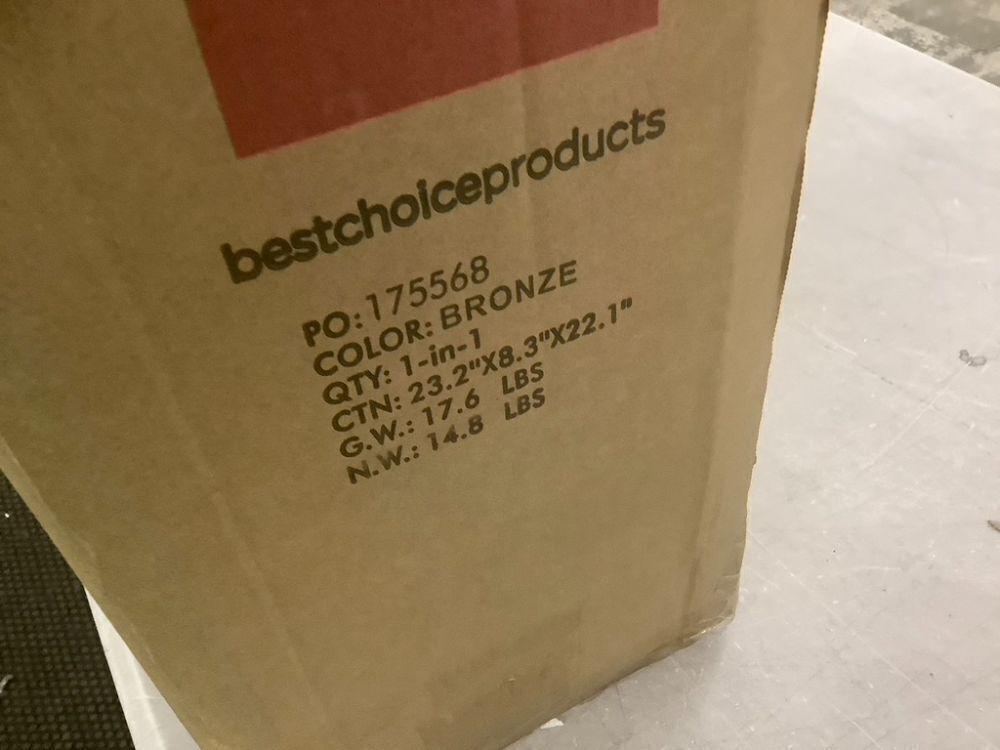 bestchoiceproducts
PO: 175568
COLOR: BRONZE
QTY: 1-in-1
CTN: 23.2"X8.3"X22.1"
G.W.: 17.6 LBS
N.W.: 14.8 LBS